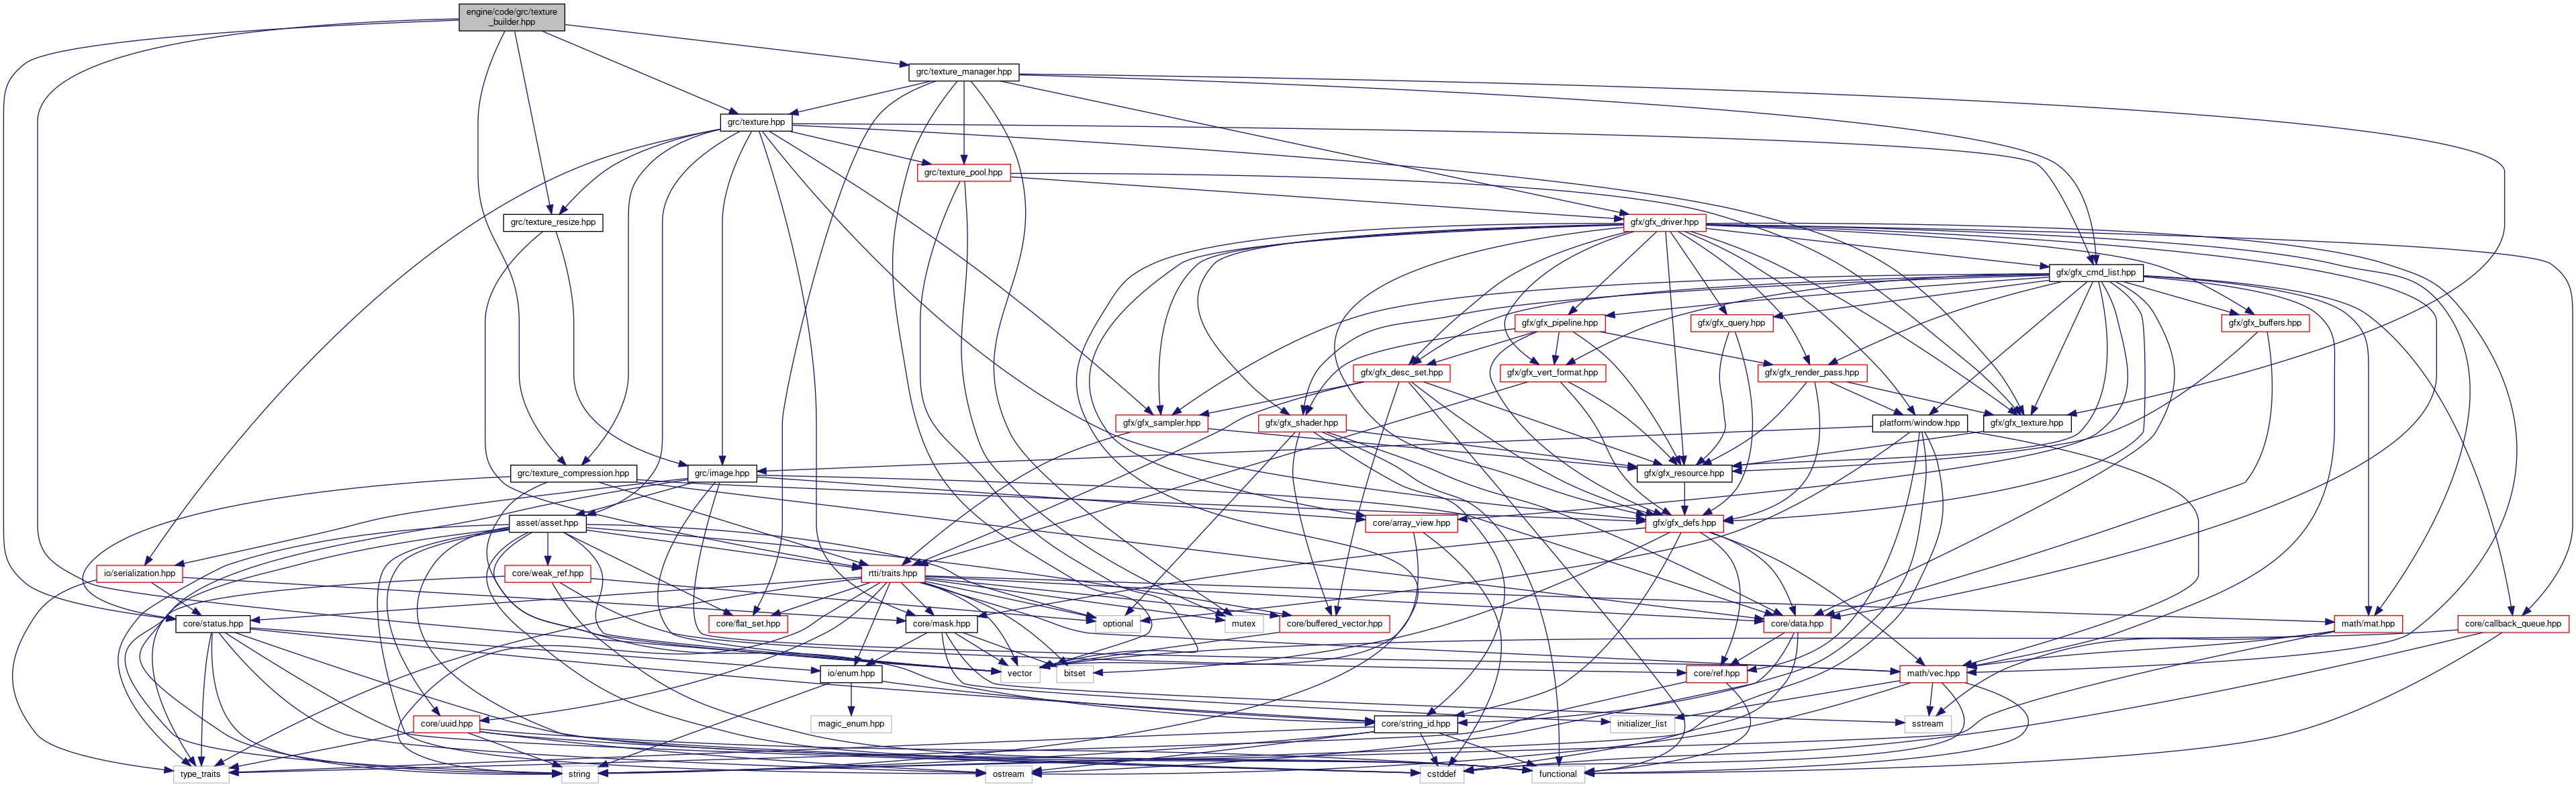 engine/code/grc/texture
_builder.hpp
grc/texture_manager.hpp
grc/texture.hpp
grc/texture_pool.hpp
grc/texture_resize.hpp
gfx/gfx_driver.hpp
gfx/gfx_cmd_list.hpp
gfx/gfx_pipeline.hpp
gfx/gfx_query.hpp
gfx/gfx_buffers.hpp
gfx/gfx_desc_set.hpp
gfx/gfx_vert_format.hpp
gfx/gfx_render_pass.hpp
gfx/gfx_sampler.hpp
gfx/gfx_shader.hpp
platform/window.hpp
gfx/gfx_texture.hpp
grc/texture_compression.hpp
grc/image.hpp
gfx/gfx_resource.hpp
asset/asset.hpp
core/array_view.hpp
gfx/gfx_defs.hpp
io/serialization.hpp
core/weak_ref.hpp
rtti/traits.hpp
core/status.hpp
core/flat_set.hpp
core/mask.hpp
optional
mutex
core/buffered_vector.hpp
core/data.hpp
math/mat.hpp
core/callback_queue.hpp
io/enum.hpp
vector
bitset
core/ref.hpp
math/vec.hpp
core/uuid.hpp
magic_enum.hpp
initializer_list
core/string_id.hpp
sstream
type_traits
string
ostream
cstddef
functional